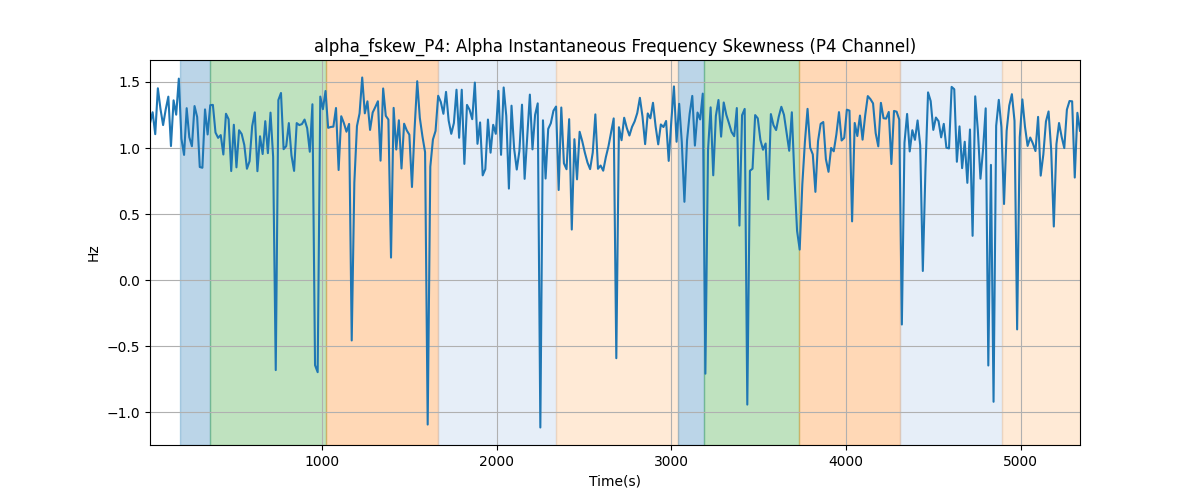 alpha_fskew_P4: Alpha Instantaneous Frequency Skewness (P4 Channel)
1.5
1.0
0.5
0.0
−0.5
−1.0
Hz
1000 2000 3000 4000 5000
Time(s)